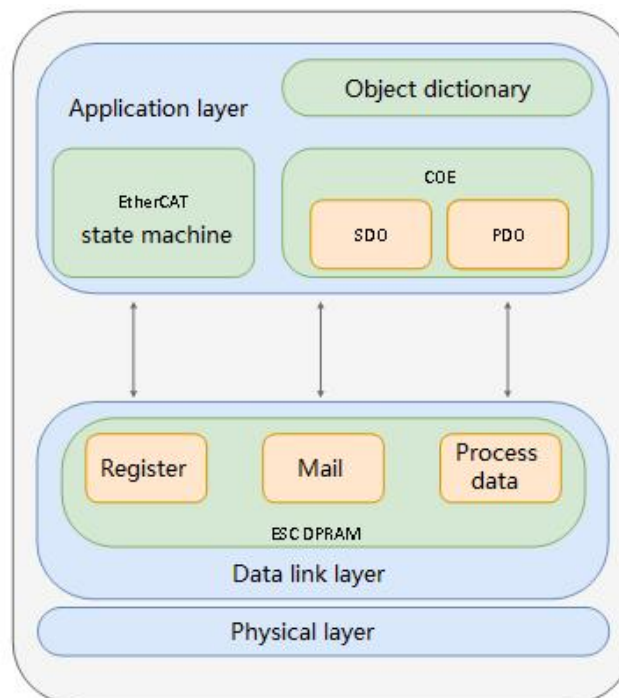 Object dictionary
Application layer
EtherCAT
state machine
COE
SDO
PDO
Register
Mail
Process
data
ESC DPRAM
Data link layer
Physical layer